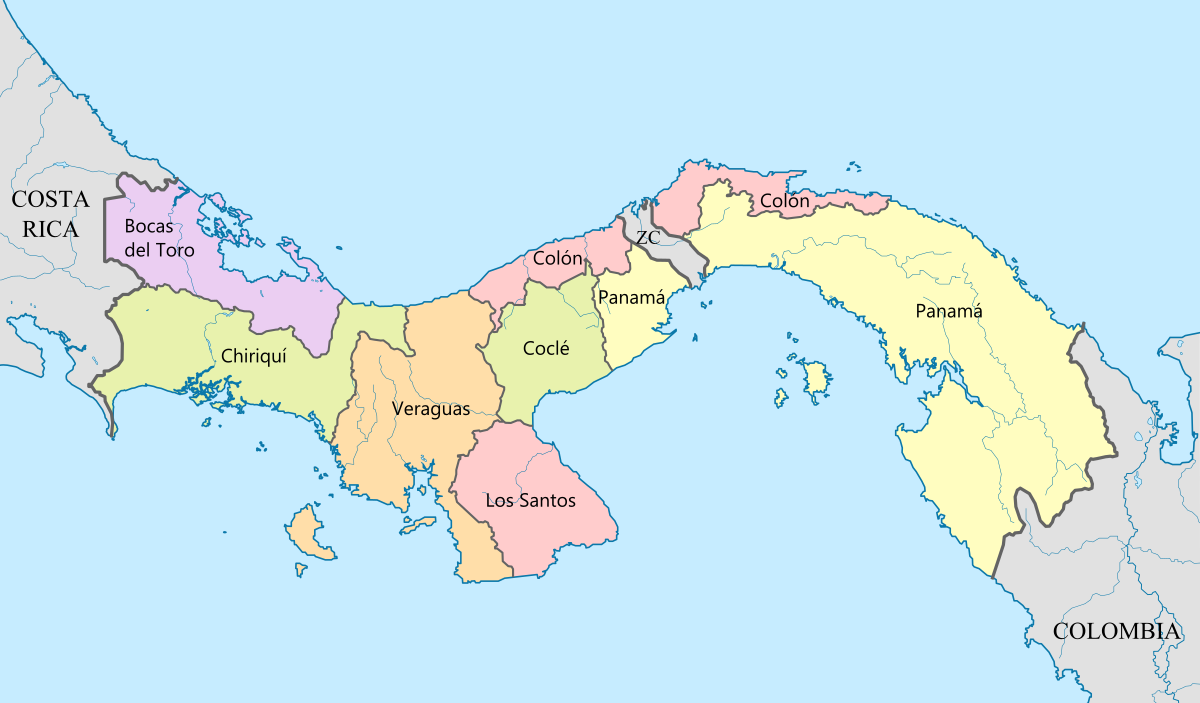 COSTA
RICA
Bocas
del Toro
Chiriquí
Veraguas
Colón
Coclé
Panamá
Los Santos
ZC
Colón
Panamá
COLOMBIA